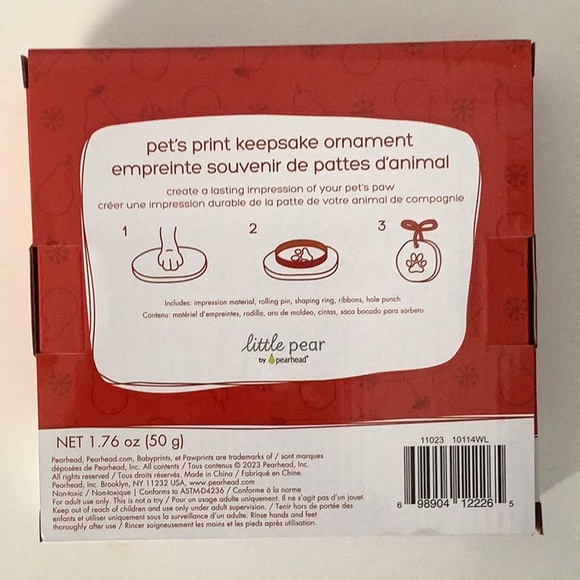 pet's print keepsake ornament
empreinte souvenir de pattes d'animal
create a lasting impression of your pet's paw
créer une impression durable de la patte de votre animal de compagnie
1 2 3
Includes: impression material, rolling pin, shaping ring, ribbons, hole punch
Contenu: matériel d'empreintes, rodillo, aro de moldeo, cintas, saca bocado para sorbeto
little pear
by pearhead®
NET 1.76 oz (50 g)
Pearhead, Pearhead.com, Babyprints, et Pawprints are trademarks of / sont marques
déposées de Pearhead, Inc. All contents / Tous contenus © 2023 Pearhead, Inc.
All rights reserved / Tous droits réservés. Made in China / Fabriqué en Chine.
Pearhead, Inc. Brooklyn, NY 11232 USA, www.pearhead.com
Non-toxic / Non-toxique | Conforms to ASTM-D4236 / Conforme à la norme
For adult use only. This is not a toy / Pour un usage adulte uniquement. Il ne s'agit pas d'un jouet.
Keep out of reach of children and use only under adult supervision. / Tenir hors de portée des
enfants et utiliser uniquement sous la surveillance d'un adulte. Rinse hands and feet
thoroughly after use / Rincer soigneusement les mains et les pieds après utilisation.
11023 10114WL
6 98904 12226 5